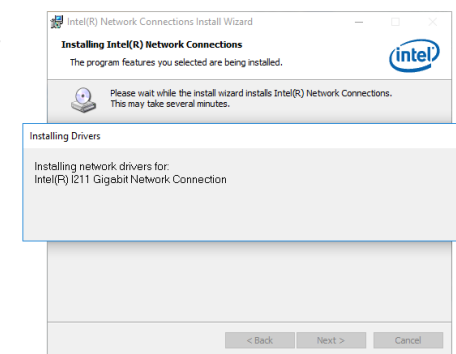 Intel(R) Network Connections Install Wizard
Installing Intel(R) Network Connections
The program features you selected are being installed.
intel
Please wait while the install wizard installs Intel(R) Network Connections.
This may take several minutes.
Installing Drivers
Installing network drivers for:
Intel(R) I211 Gigabit Network Connection
< Back
Next >
Cancel